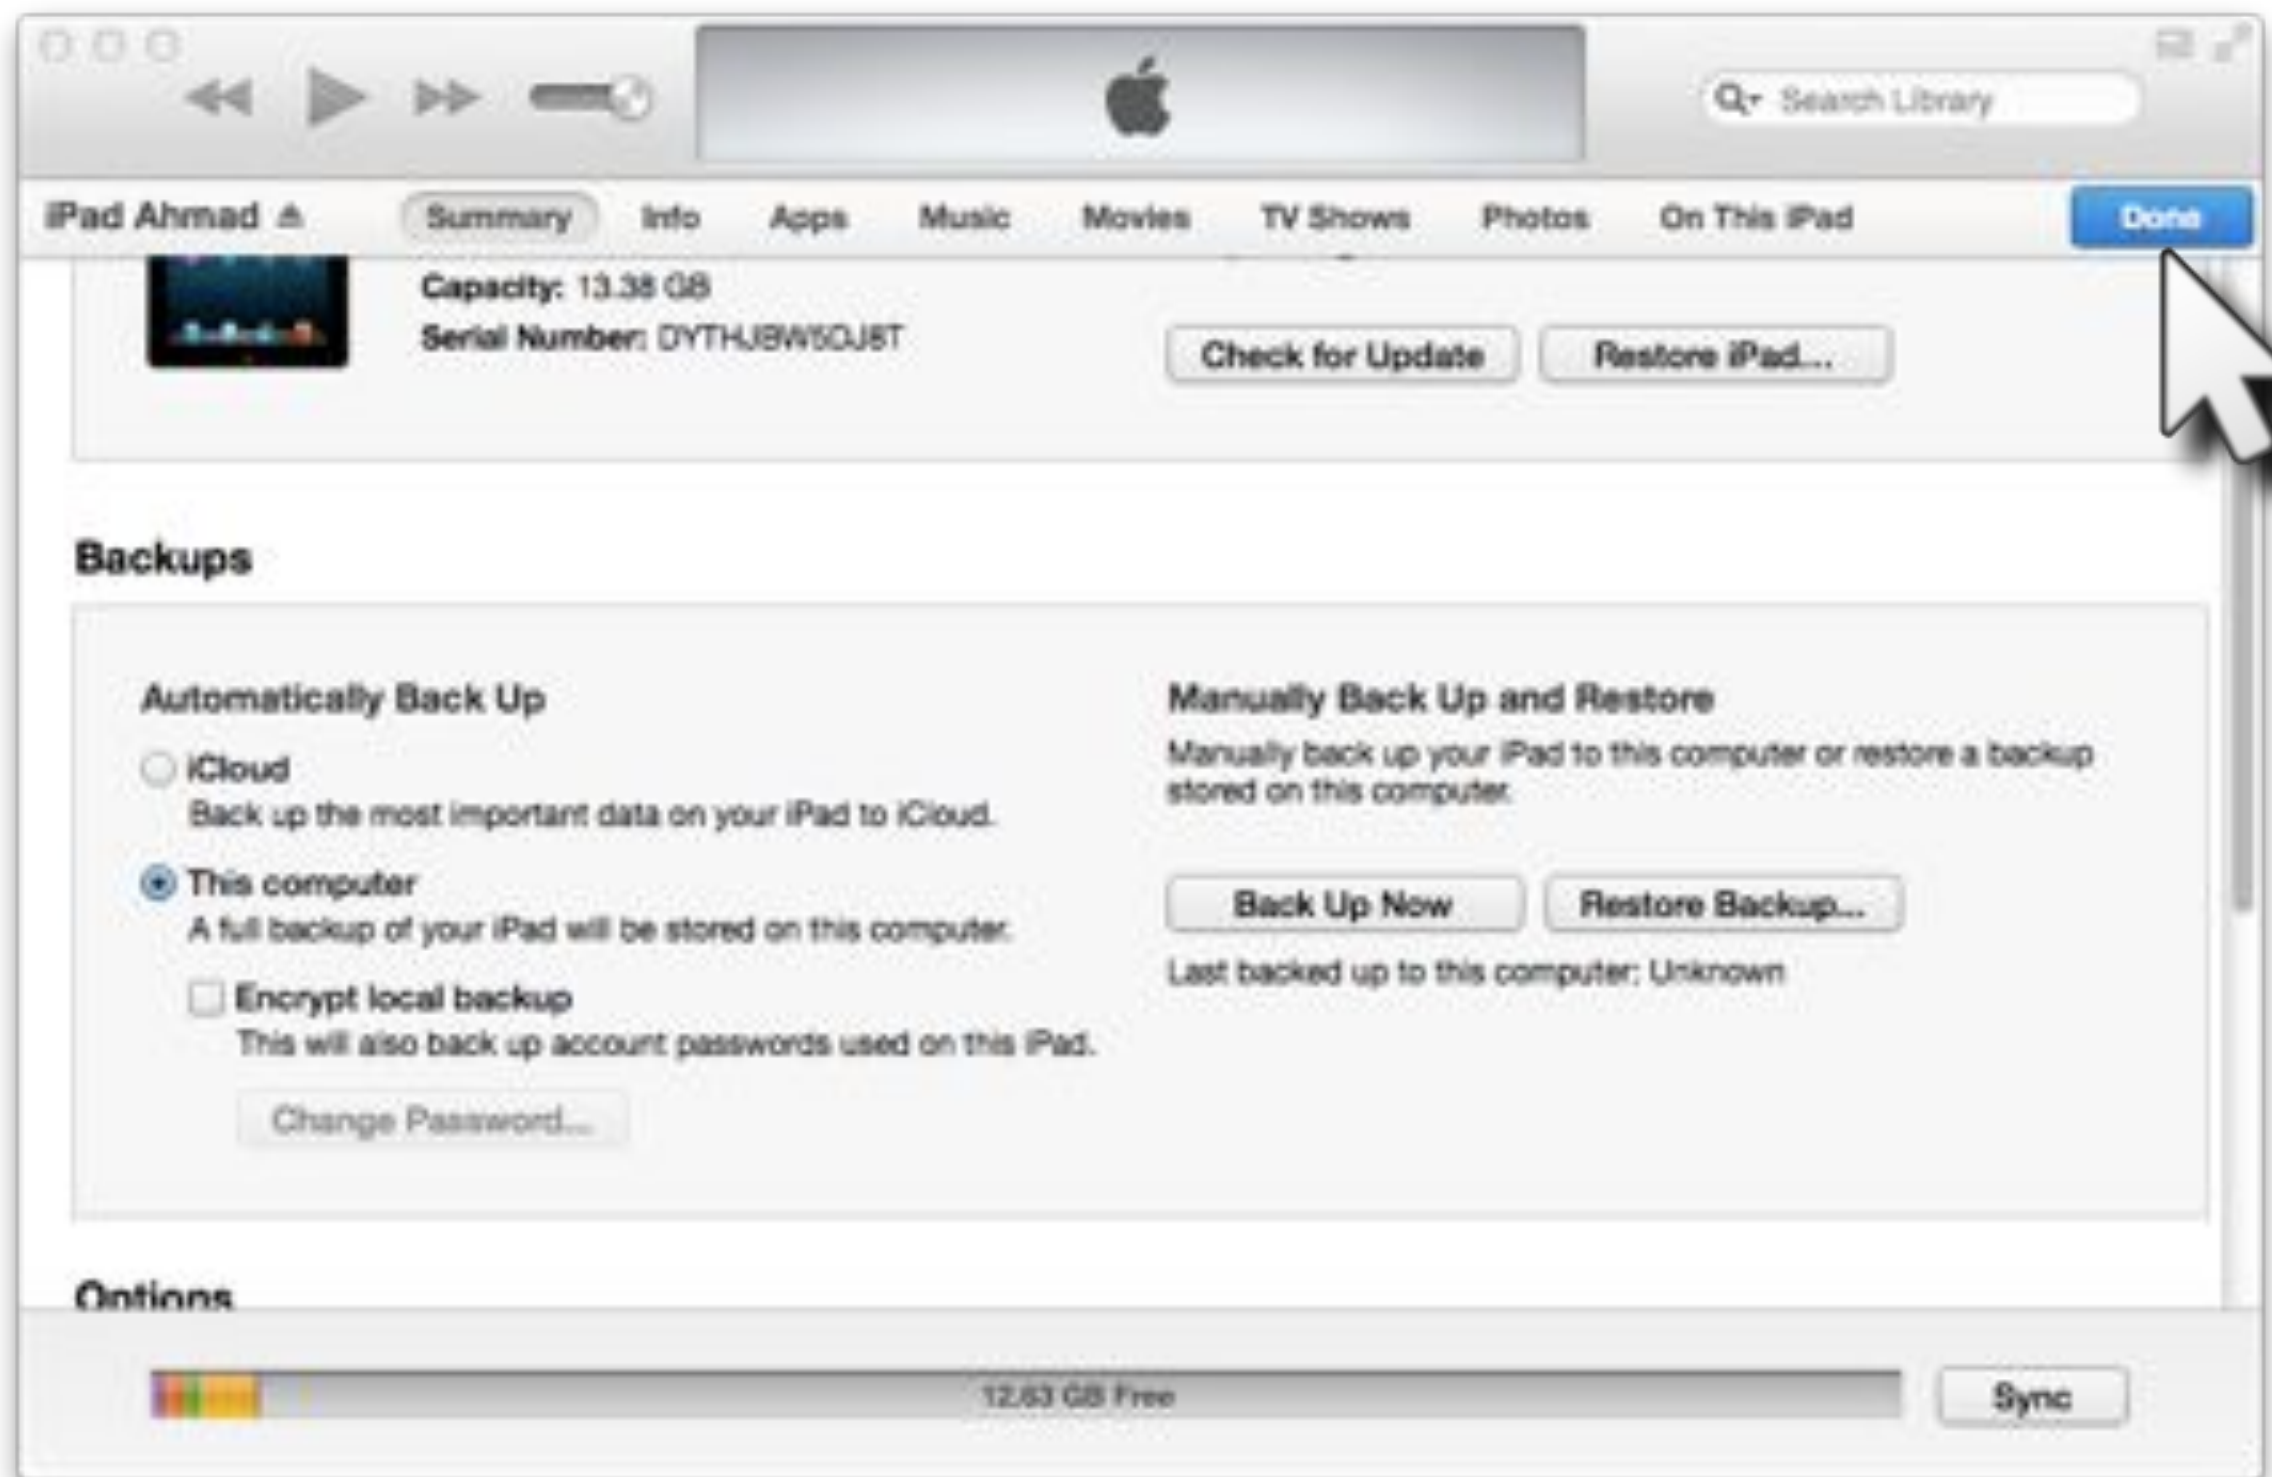 Search Library
iPad Ahmad
Summary
Info
Apps
Music
Movies
TV Shows
Photos
On This iPad
Done
Capacity: 13.38 GB
Serial Number:
Check for Update
Restore iPad...
Backups
Automatically Back Up
iCloud
Back up the most important data on your iPad to iCloud.
This computer
A full backup of your iPad will be stored on this computer.
Encrypt local backup
This will also back up account passwords used on this iPad.
Change Password...
Manually Back Up and Restore
Manually back up your iPad to this computer or restore a backup
stored on this computer.
Back Up Now
Restore Backup...
Last backed up to this computer: Unknown
Options
12.63 GB Free
Sync